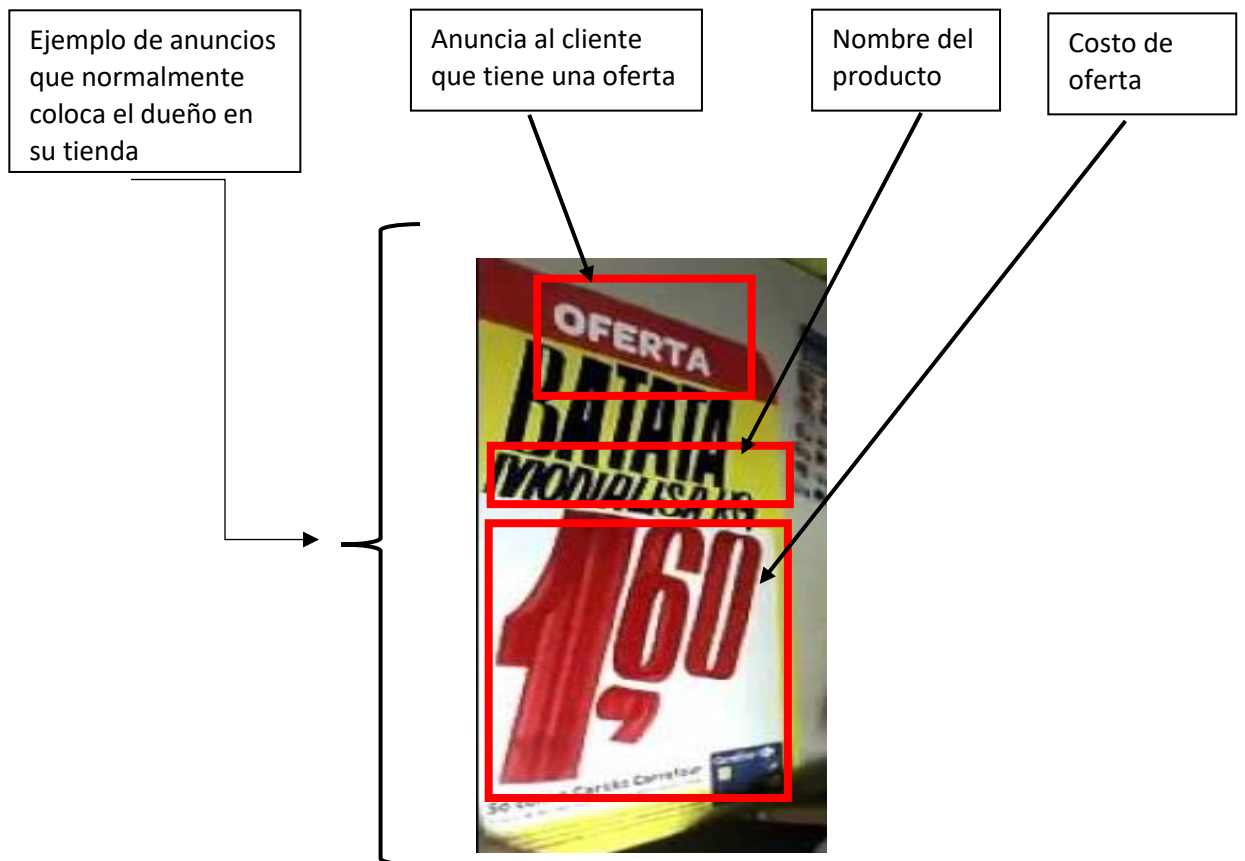 Ejemplo de anuncios
que normalmente
coloca el dueño en
su tienda
Anuncia al cliente
que tiene una oferta
Nombre del
producto
Costo de
oferta
OFERTA
BATATA
1,60
Carrefour